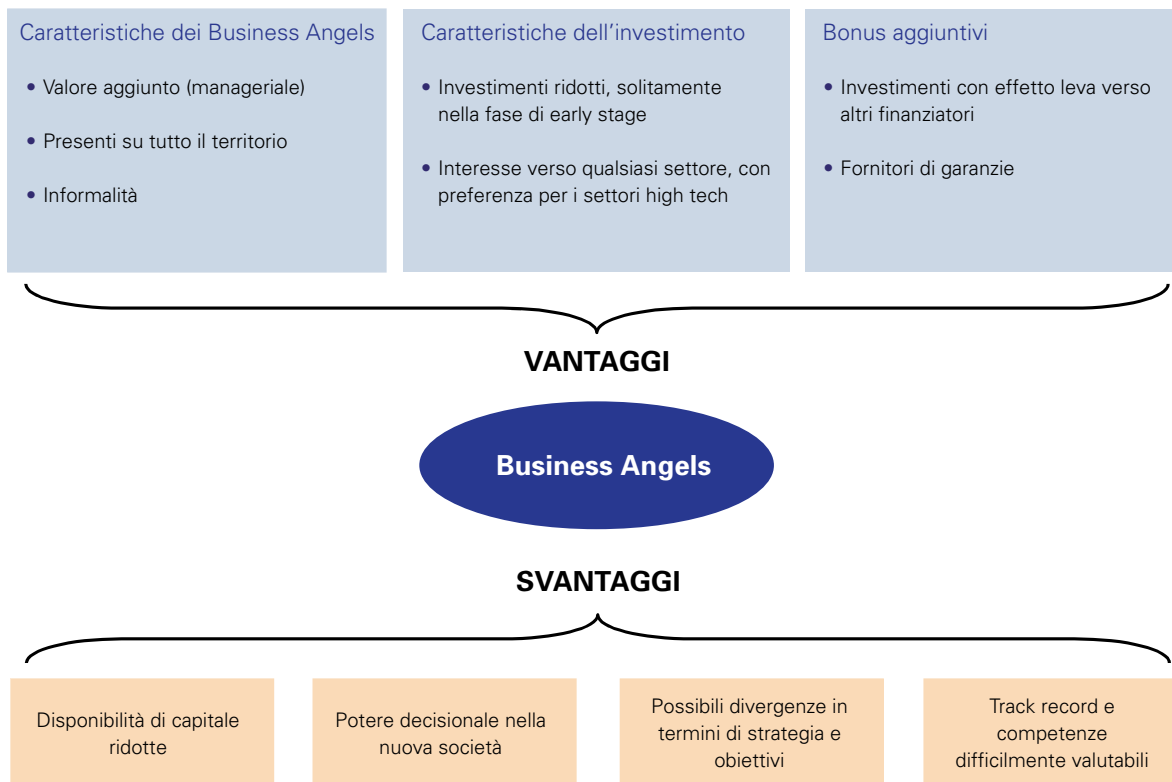 Caratteristiche dei Business Angels
• Valore aggiunto (manageriale)
• Presenti su tutto il territorio
• Informalità
Caratteristiche dell'investimento
• Investimenti ridotti, solitamente
nella fase di early stage
• Interesse verso qualsiasi settore, con
preferenza per i settori high tech
Bonus aggiuntivi
• Investimenti con effetto leva verso
altri finanziatori
• Fornitori di garanzie
VANTAGGI
Business Angels
SVANTAGGI
Disponibilità di capitale
ridotte
Potere decisionale nella
nuova società
Possibili divergenze in
termini di strategia e
obiettivi
Track record e
competenze
difficilmente valutabili